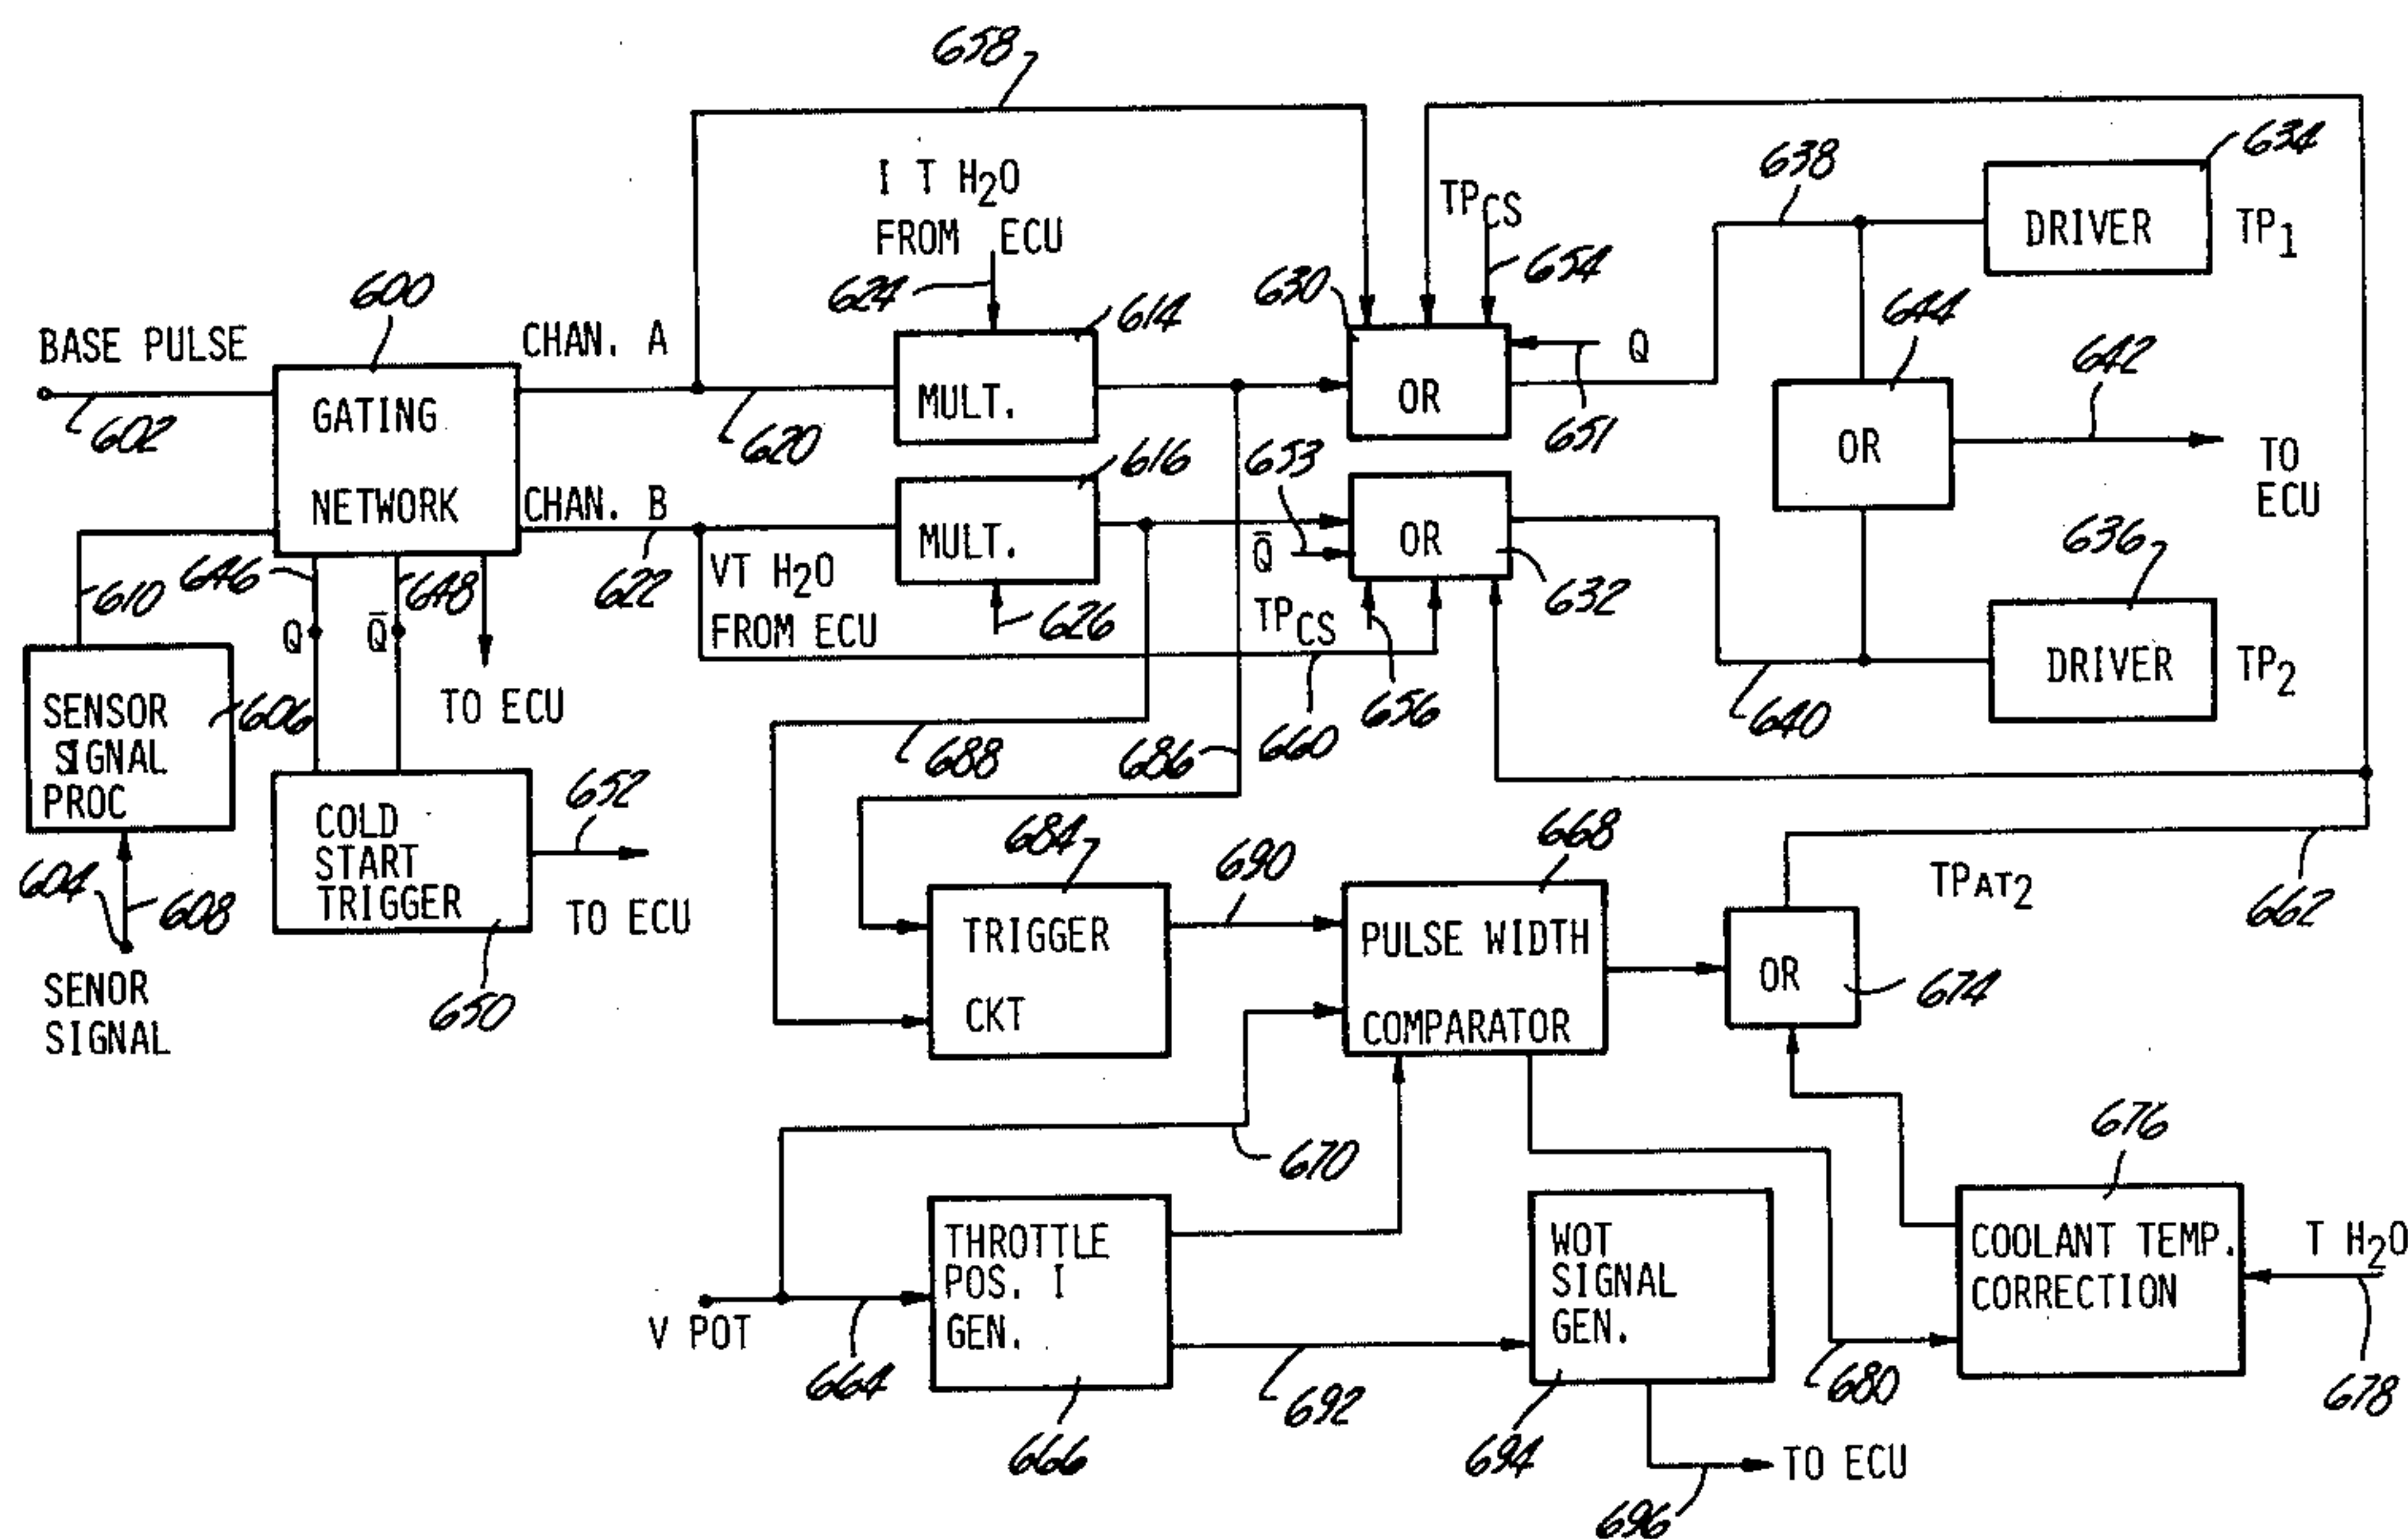 658
I T H2O
FROM ECU
624
TPCS
654
638
634
DRIVER
TP1
600
BASE PULSE
602
GATING
NETWORK
CHAN. A
620
MULT.
614
630
OR
Q
651
644
OR
642
TO
ECU
CHAN. B
622
VT H2O
FROM ECU
MULT.
616
626
653
Q̄
OR
632
TPCS
656
660
636
DRIVER
TP2
640
610
646
648
Q
Q̄
TO ECU
SENSOR
SIGNAL
PROC
606
604
608
SENOR
SIGNAL
COLD
START
TRIGGER
650
652
TO ECU
688
686
684
TRIGGER
CKT
690
668
PULSE WIDTH
COMPARATOR
TPAT2
662
OR
674
670
V POT
664
THROTTLE
POS. I
GEN.
666
692
WOT
SIGNAL
GEN.
694
696
TO ECU
680
676
COOLANT TEMP.
CORRECTION
T H2O
678